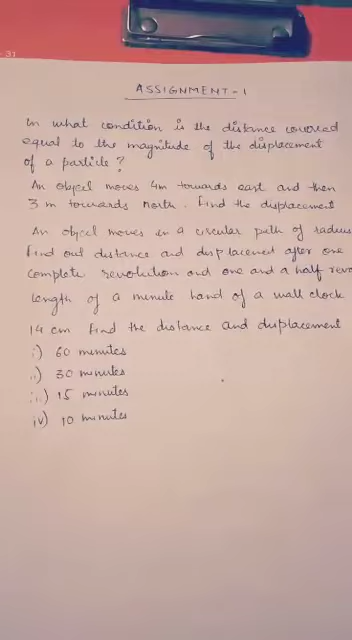 - 31
ASSIGNMENT - 1
In what condition is the distance covered
equal to the magnitude of the displacement
of a particle ?
An object moves 4m towards east and then
3 m towards north. Find the displacement
An object moves in a circular path of radius
Find out distance and displacement after one
complete revolution and one and a half revo
length of a minute hand of a wall clock
14 cm Find the distance and displacement
i) 60 minutes
ii) 30 minutes
iii) 15 minutes
iv) 10 minutes